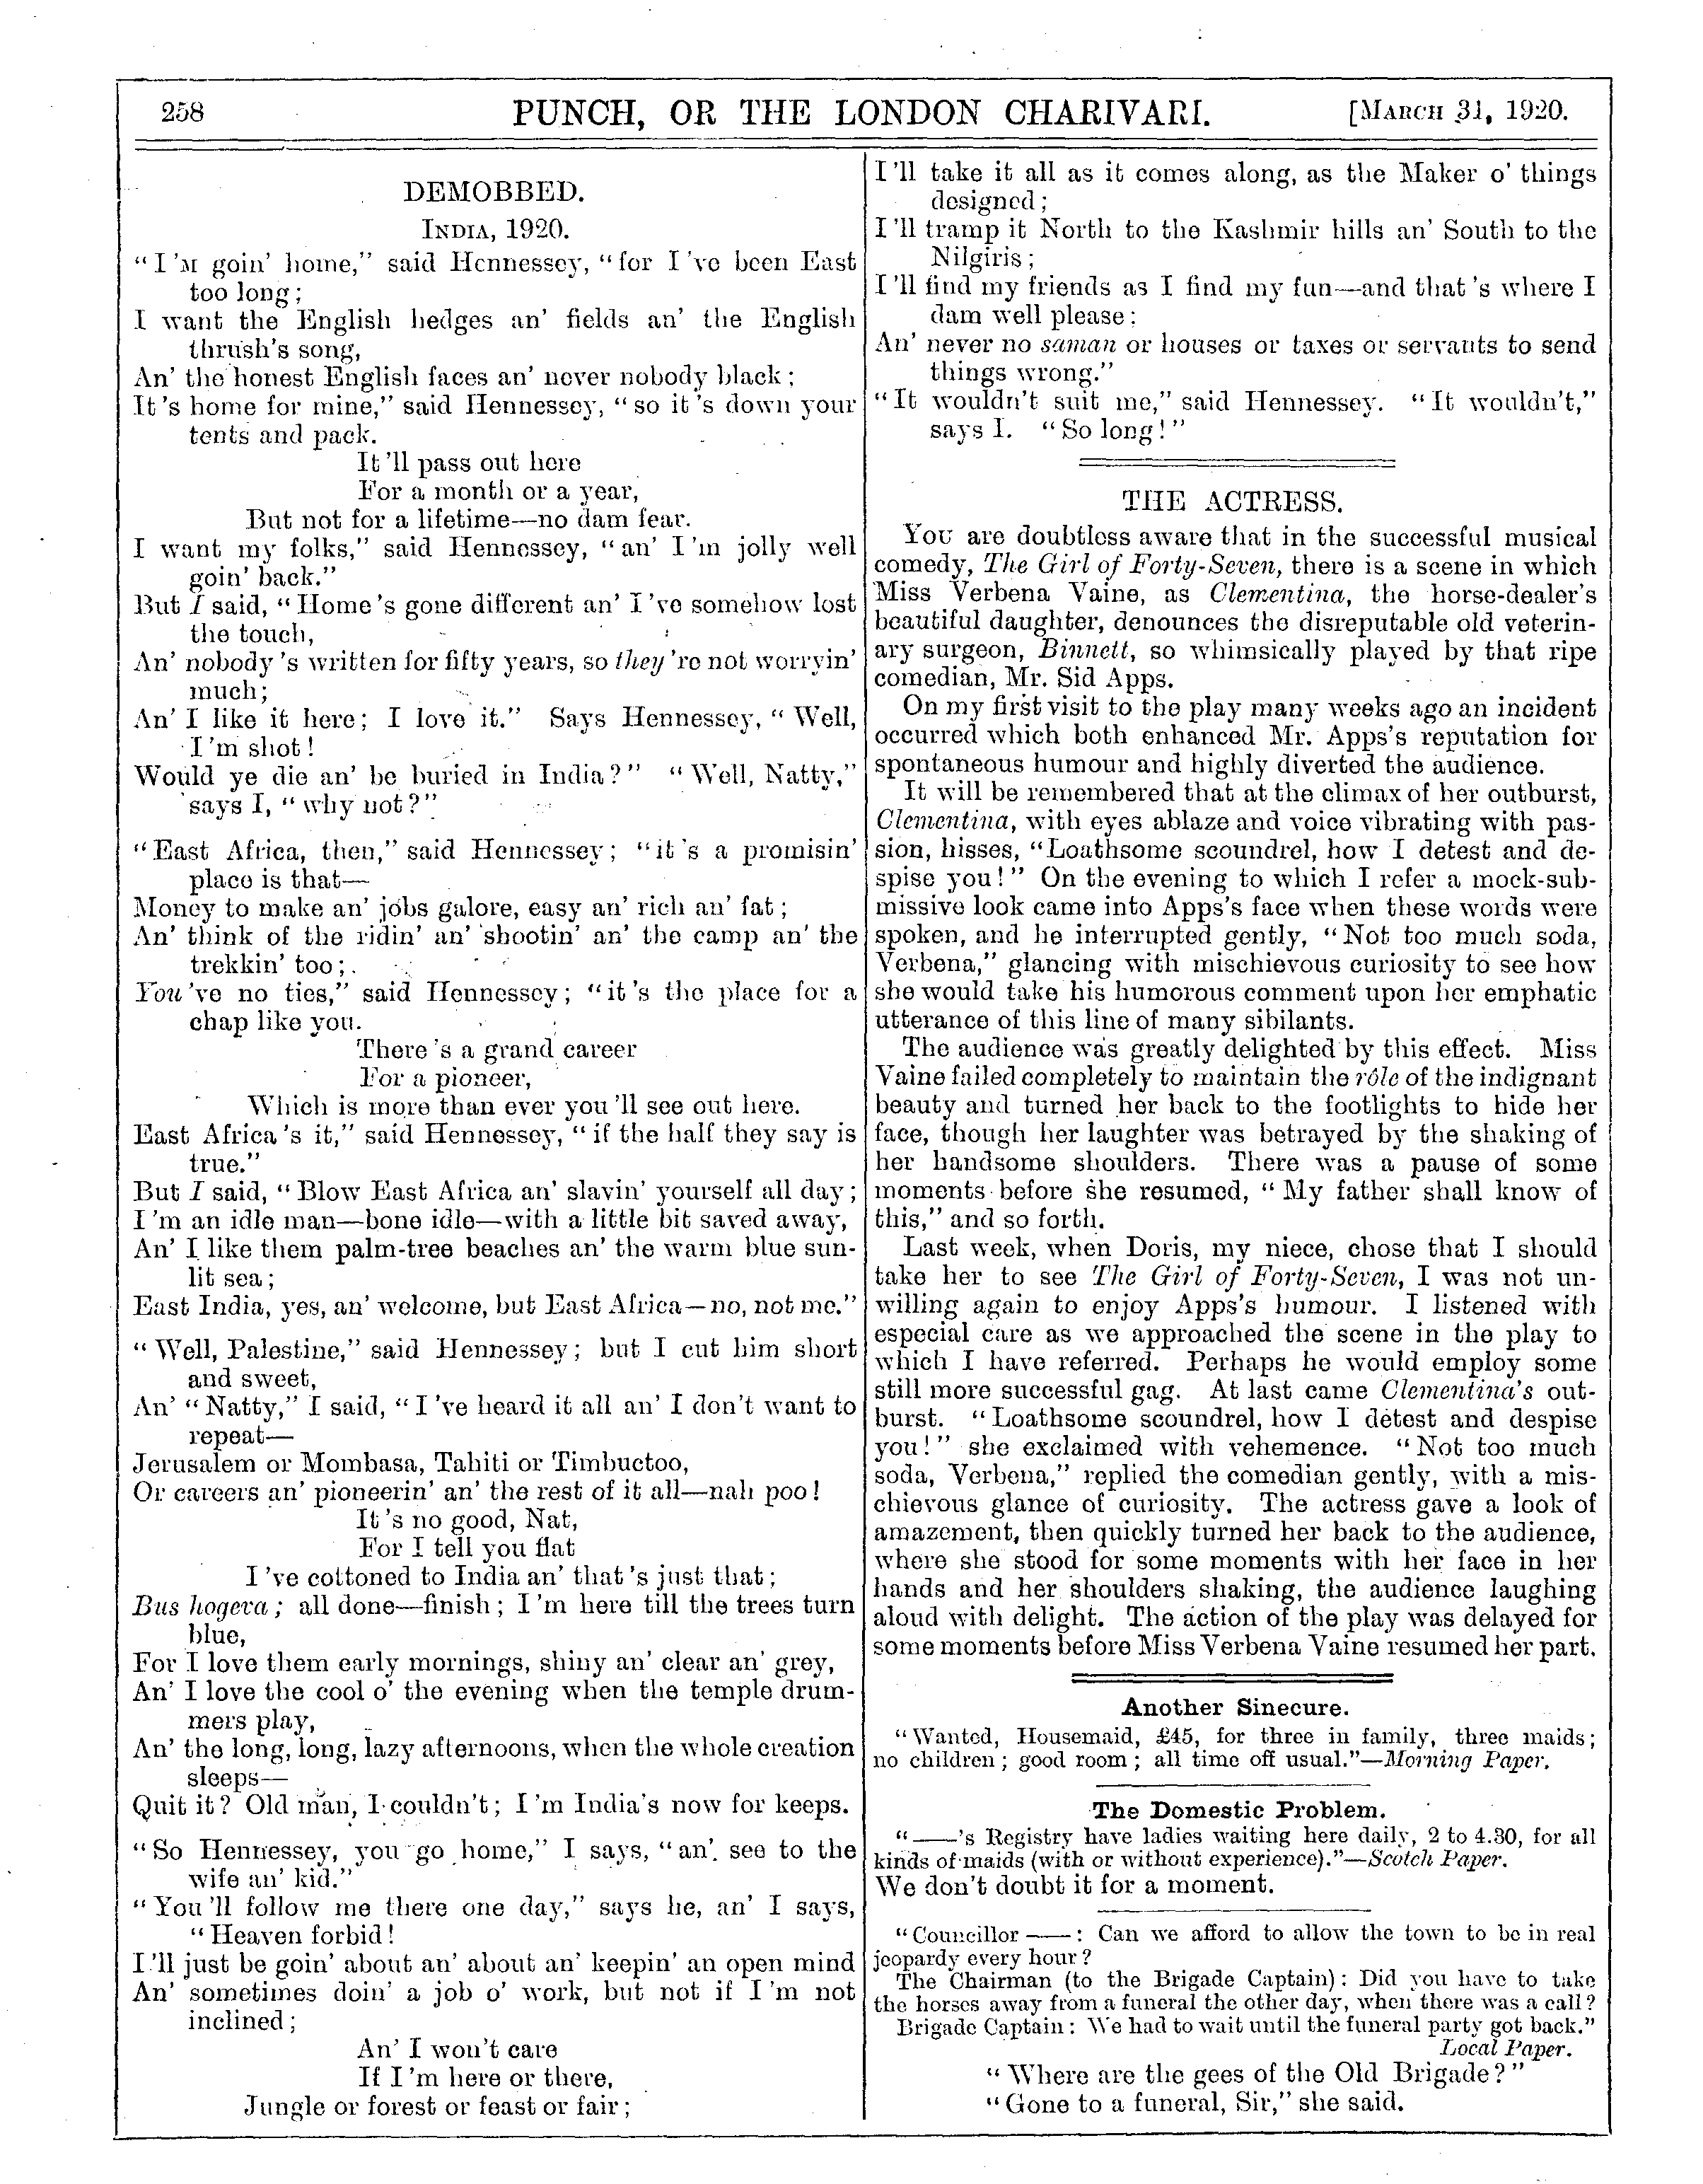 258
PUNCH, OR THE LONDON CHARIVARI.
[MARCH 31, 1920.
DEMOBBED.
INDIA, 1920.
"I'M goin' home," said Hennessey, "for I've been East
too long;
I want the English hedges an' fields an' the English
thrush's song,
An' the honest English faces an' never nobody black;
It's home for mine," said Hennessey, "so it's down your
tents and pack.
It'll pass out here
For a month or a year,
But not for a lifetime—no dam fear.
I want my folks," said Hennessey, "an' I'm jolly well
goin' back."
But I said, "Home's gone different an' I've somehow lost
the touch,
An' nobody's written for fifty years, so they're not worryin'
much;
An' I like it here; I love it." Says Hennessey, "Well,
I'm shot!
Would ye die an' be buried in India?" "Well, Natty,"
says I, "why not?"
"East Africa, then," said Hennessey; "it's a promisin'
place is that—
Money to make an' jobs galore, easy an' rich an' fat;
An' think of the ridin' an' shootin' an' the camp an' the
trekkin' too;
You've no ties," said Hennessey; "it's the place for a
chap like you.
There's a grand career
For a pioneer,
Which is more than ever you'll see out here.
East Africa's it," said Hennessey, "if the half they say is
true."
But I said, "Blow East Africa an' slavin' yourself all day;
I'm an idle man—bone idle—with a little bit saved away,
An' I like them palm-tree beaches an' the warm blue sun-
lit sea;
East India, yes, an' welcome, but East Africa—no, not me."
"Well, Palestine," said Hennessey; but I cut him short
and sweet,
An' "Natty," I said, "I've heard it all an' I don't want to
repeat—
Jerusalem or Mombasa, Tahiti or Timbuctoo,
Or careers an' pioneerin' an' the rest of it all—nah poo!
It's no good, Nat,
For I tell you flat
I've cottoned to India an' that's just that;
Bus hogeva; all done—finish; I'm here till the trees turn
blue,
For I love them early mornings, shiny an' clear an' grey,
An' I love the cool o' the evening when the temple drum-
mers play,
An' the long, long, lazy afternoons, when the whole creation
sleeps—
Quit it? Old man, I couldn't; I'm India's now for keeps.
"So Hennessey, you go home," I says, "an' see to the
wife an' kid."
"You'll follow me there one day," says he, an' I says,
"Heaven forbid!
I'll just be goin' about an' about an' keepin' an open mind
An' sometimes doin' a job o' work, but not if I'm not
inclined;
An' I won't care
If I'm here or there,
Jungle or forest or feast or fair;
I'll take it all as it comes along, as the Maker o' things
designed;
I'll tramp it North to the Kashmir hills an' South to the
Nilgiris;
I'll find my friends as I find my fun—and that's where I
dam well please;
An' never no saman or houses or taxes or servants to send
things wrong."
"It wouldn't suit me," said Hennessey. "It wouldn't,"
says I. "So long!"
THE ACTRESS.
YOU are doubtless aware that in the successful musical
comedy, The Girl of Forty-Seven, there is a scene in which
Miss Verbena Vaine, as Clementina, the horse-dealer's
beautiful daughter, denounces the disreputable old veterin-
ary surgeon, Binnett, so whimsically played by that ripe
comedian, Mr. Sid Apps.
On my first visit to the play many weeks ago an incident
occurred which both enhanced Mr. Apps's reputation for
spontaneous humour and highly diverted the audience.
It will be remembered that at the climax of her outburst,
Clementina, with eyes ablaze and voice vibrating with pas-
sion, hisses, "Loathsome scoundrel, how I detest and de-
spise you!" On the evening to which I refer a mock-sub-
missive look came into Apps's face when these words were
spoken, and he interrupted gently, "Not too much soda,
Verbena," glancing with mischievous curiosity to see how
she would take his humorous comment upon her emphatic
utterance of this line of many sibilants.
The audience was greatly delighted by this effect. Miss
Vaine failed completely to maintain the rôle of the indignant
beauty and turned her back to the footlights to hide her
face, though her laughter was betrayed by the shaking of
her handsome shoulders. There was a pause of some
moments before she resumed, "My father shall know of
this," and so forth.
Last week, when Doris, my niece, chose that I should
take her to see The Girl of Forty-Seven, I was not un-
willing again to enjoy Apps's humour. I listened with
especial care as we approached the scene in the play to
which I have referred. Perhaps he would employ some
still more successful gag. At last came Clementina's out-
burst. "Loathsome scoundrel, how I detest and despise
you!" she exclaimed with vehemence. "Not too much
soda, Verbena," replied the comedian gently, with a mis-
chievous glance of curiosity. The actress gave a look of
amazement, then quickly turned her back to the audience,
where she stood for some moments with her face in her
hands and her shoulders shaking, the audience laughing
aloud with delight. The action of the play was delayed for
some moments before Miss Verbena Vaine resumed her part.
Another Sinecure.
"Wanted, Housemaid, £45, for three in family, three maids;
no children; good room; all time off usual."—Morning Paper.
The Domestic Problem.
"——'s Registry have ladies waiting here daily, 2 to 4.30, for all
kinds of maids (with or without experience)."—Scotch Paper.
We don't doubt it for a moment.
"Councillor ——: Can we afford to allow the town to be in real
jeopardy every hour?
The Chairman (to the Brigade Captain): Did you have to take
the horses away from a funeral the other day, when there was a call?
Brigade Captain: We had to wait until the funeral party got back."
Local Paper.
"Where are the gees of the Old Brigade?"
"Gone to a funeral, Sir," she said.